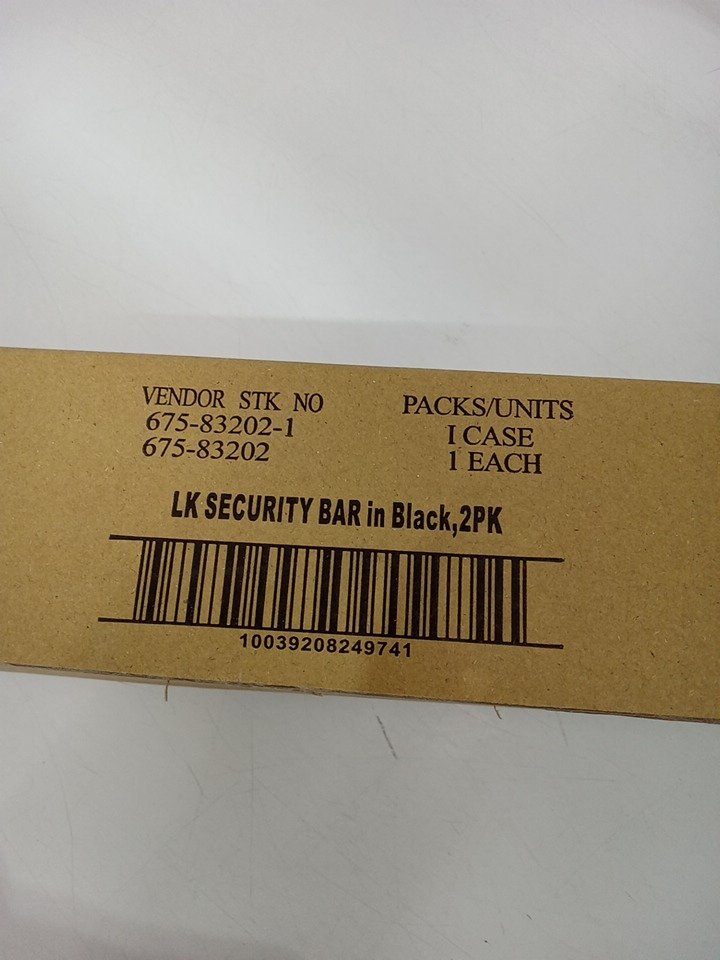 VENDOR STK NO PACKS/UNITS
675-83202-1 I CASE
675-83202 1 EACH
LK SECURITY BAR in Black,2PK
10039208249741